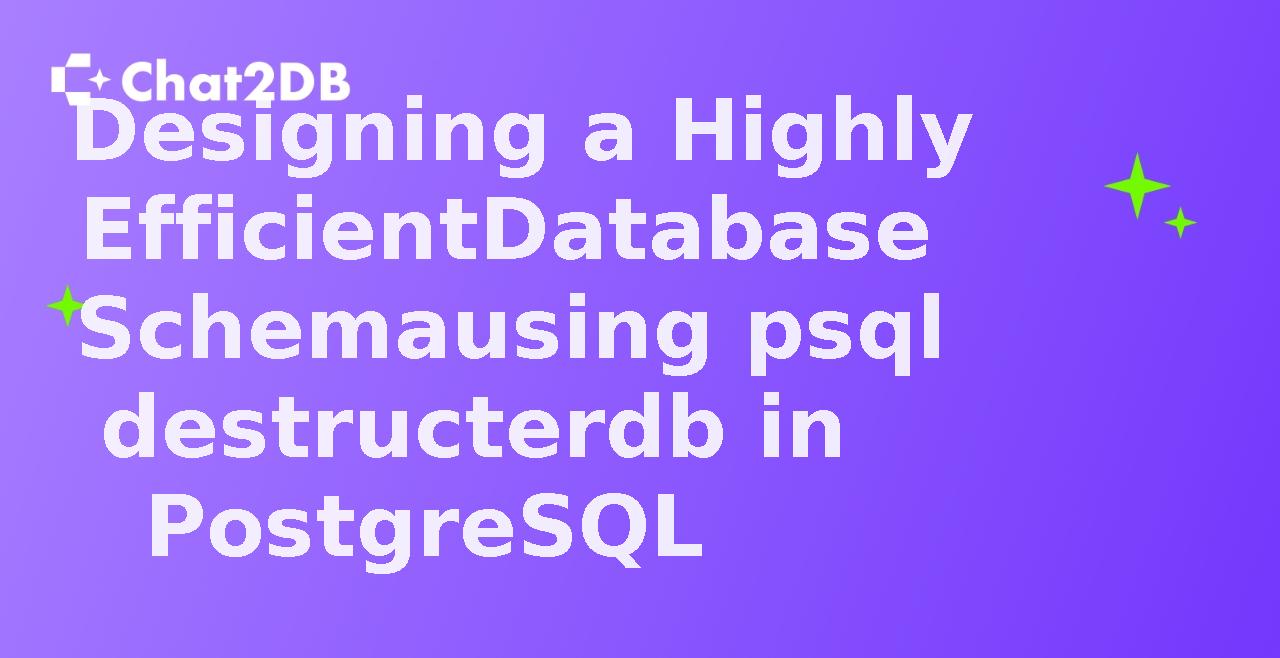 Chat2DB
Designing a Highly
EfficientDatabase
Schemausing psql
destructerdb in
PostgreSQL